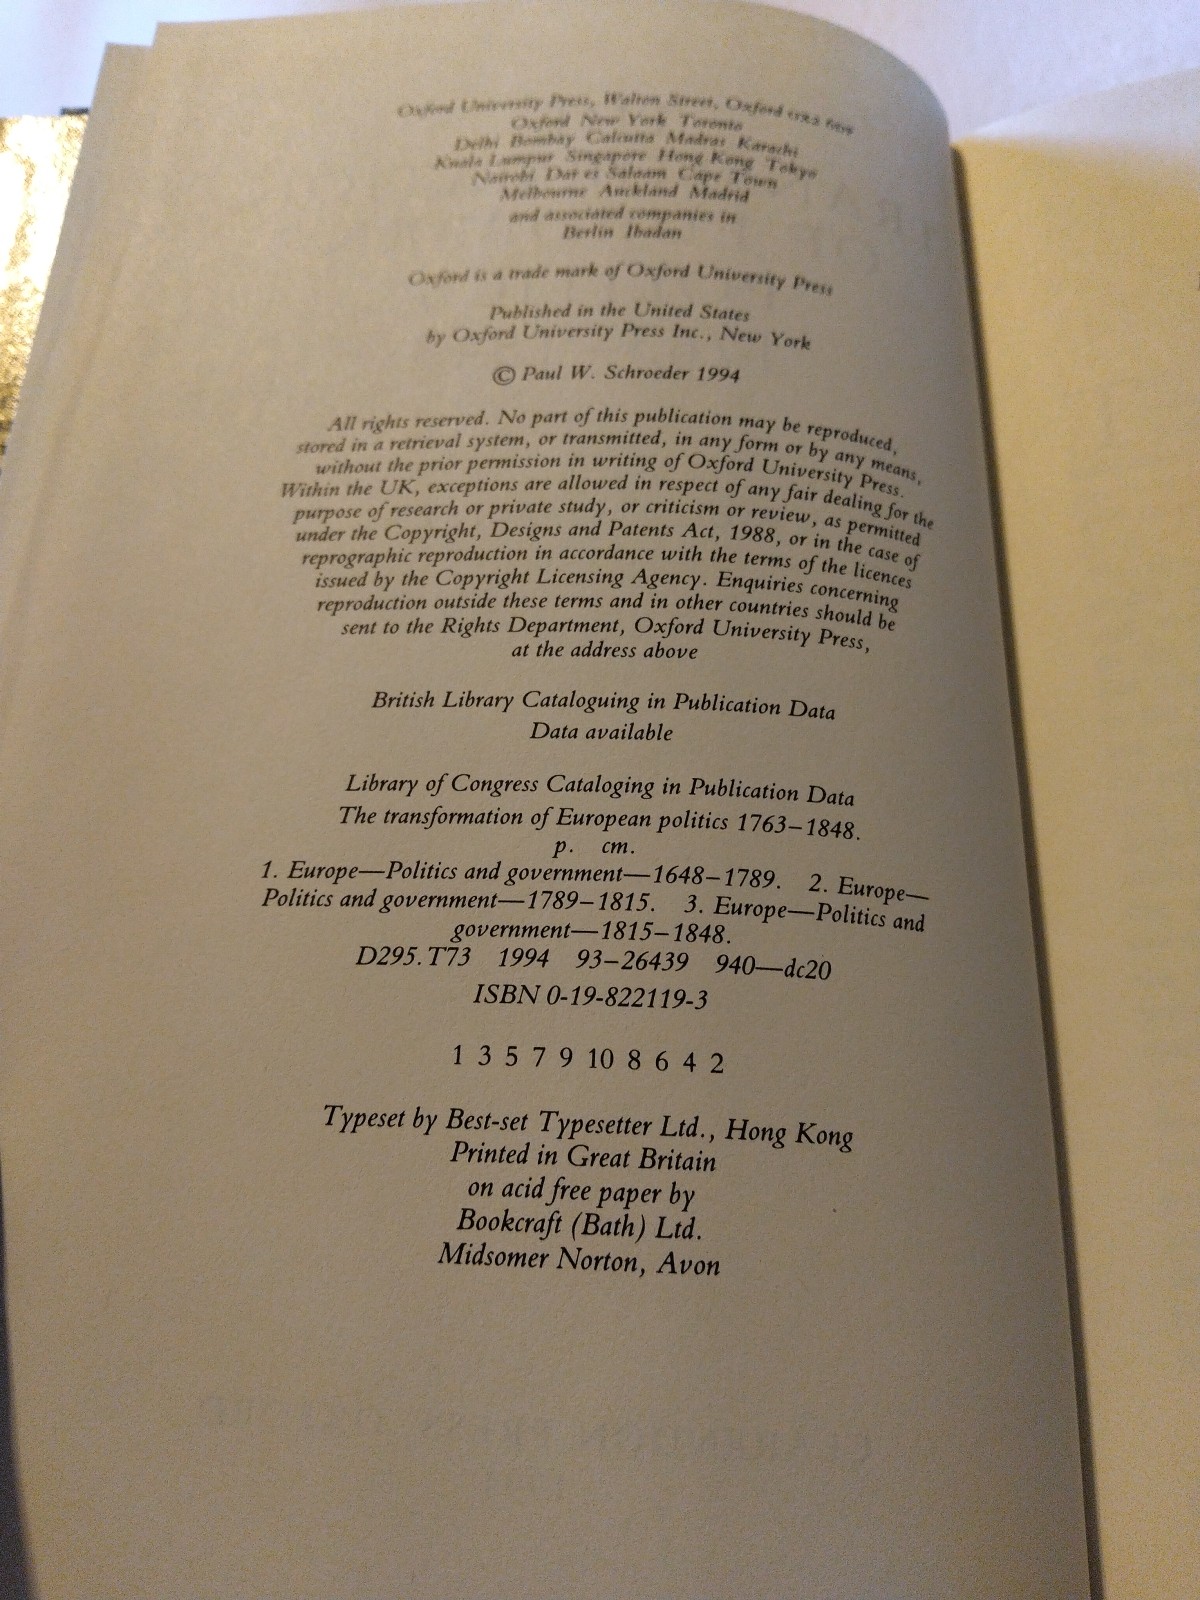 Oxford University Press, Walton Street, Oxford OX2 6DP
Oxford New York Toronto
Delhi Bombay Calcutta Madras Karachi
Kuala Lumpur Singapore Hong Kong Tokyo
Nairobi Dar es Salaam Cape Town
Melbourne Auckland Madrid
and associated companies in
Berlin Ibadan
Oxford is a trade mark of Oxford University Press
Published in the United States
by Oxford University Press Inc., New York
© Paul W. Schroeder 1994
All rights reserved. No part of this publication may be reproduced,
stored in a retrieval system, or transmitted, in any form or by any means,
without the prior permission in writing of Oxford University Press.
Within the UK, exceptions are allowed in respect of any fair dealing for the
purpose of research or private study, or criticism or review, as permitted
under the Copyright, Designs and Patents Act, 1988, or in the case of
reprographic reproduction in accordance with the terms of the licences
issued by the Copyright Licensing Agency. Enquiries concerning
reproduction outside these terms and in other countries should be
sent to the Rights Department, Oxford University Press,
at the address above
British Library Cataloguing in Publication Data
Data available
Library of Congress Cataloging in Publication Data
The transformation of European politics 1763–1848.
p. cm.
1. Europe—Politics and government—1648–1789. 2. Europe—
Politics and government—1789–1815. 3. Europe—Politics and
government—1815–1848.
D295.T73 1994 93–26439 940—dc20
ISBN 0-19-822119-3
1 3 5 7 9 10 8 6 4 2
Typeset by Best-set Typesetter Ltd., Hong Kong
Printed in Great Britain
on acid free paper by
Bookcraft (Bath) Ltd.
Midsomer Norton, Avon